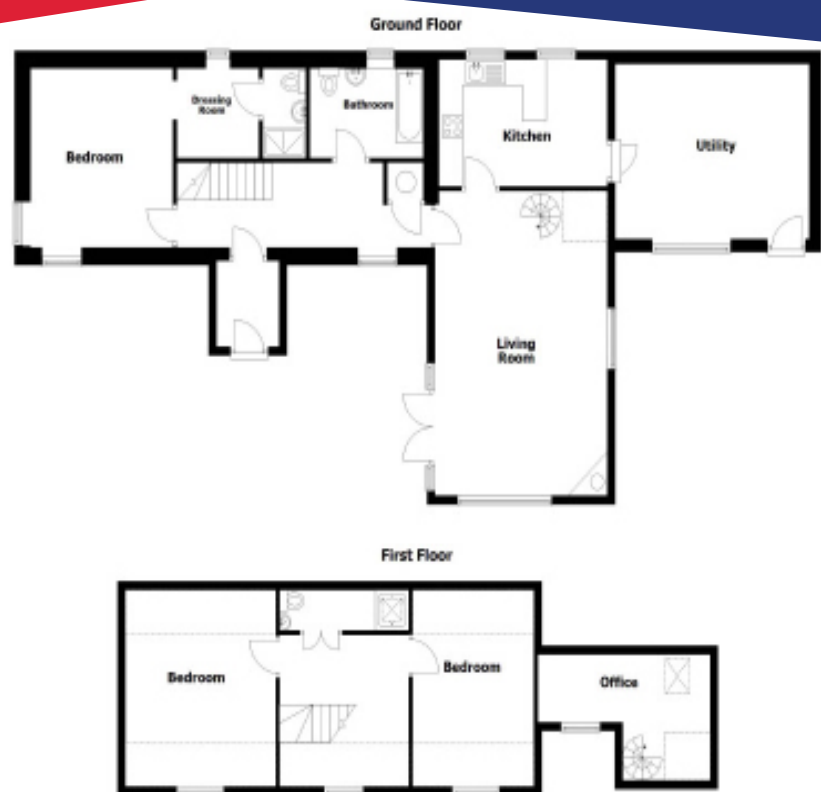 Ground Floor
Dressing
Room
Bathroom
Bedroom
Kitchen
Utility
Living
Room
First Floor
Bedroom
Bedroom
Office